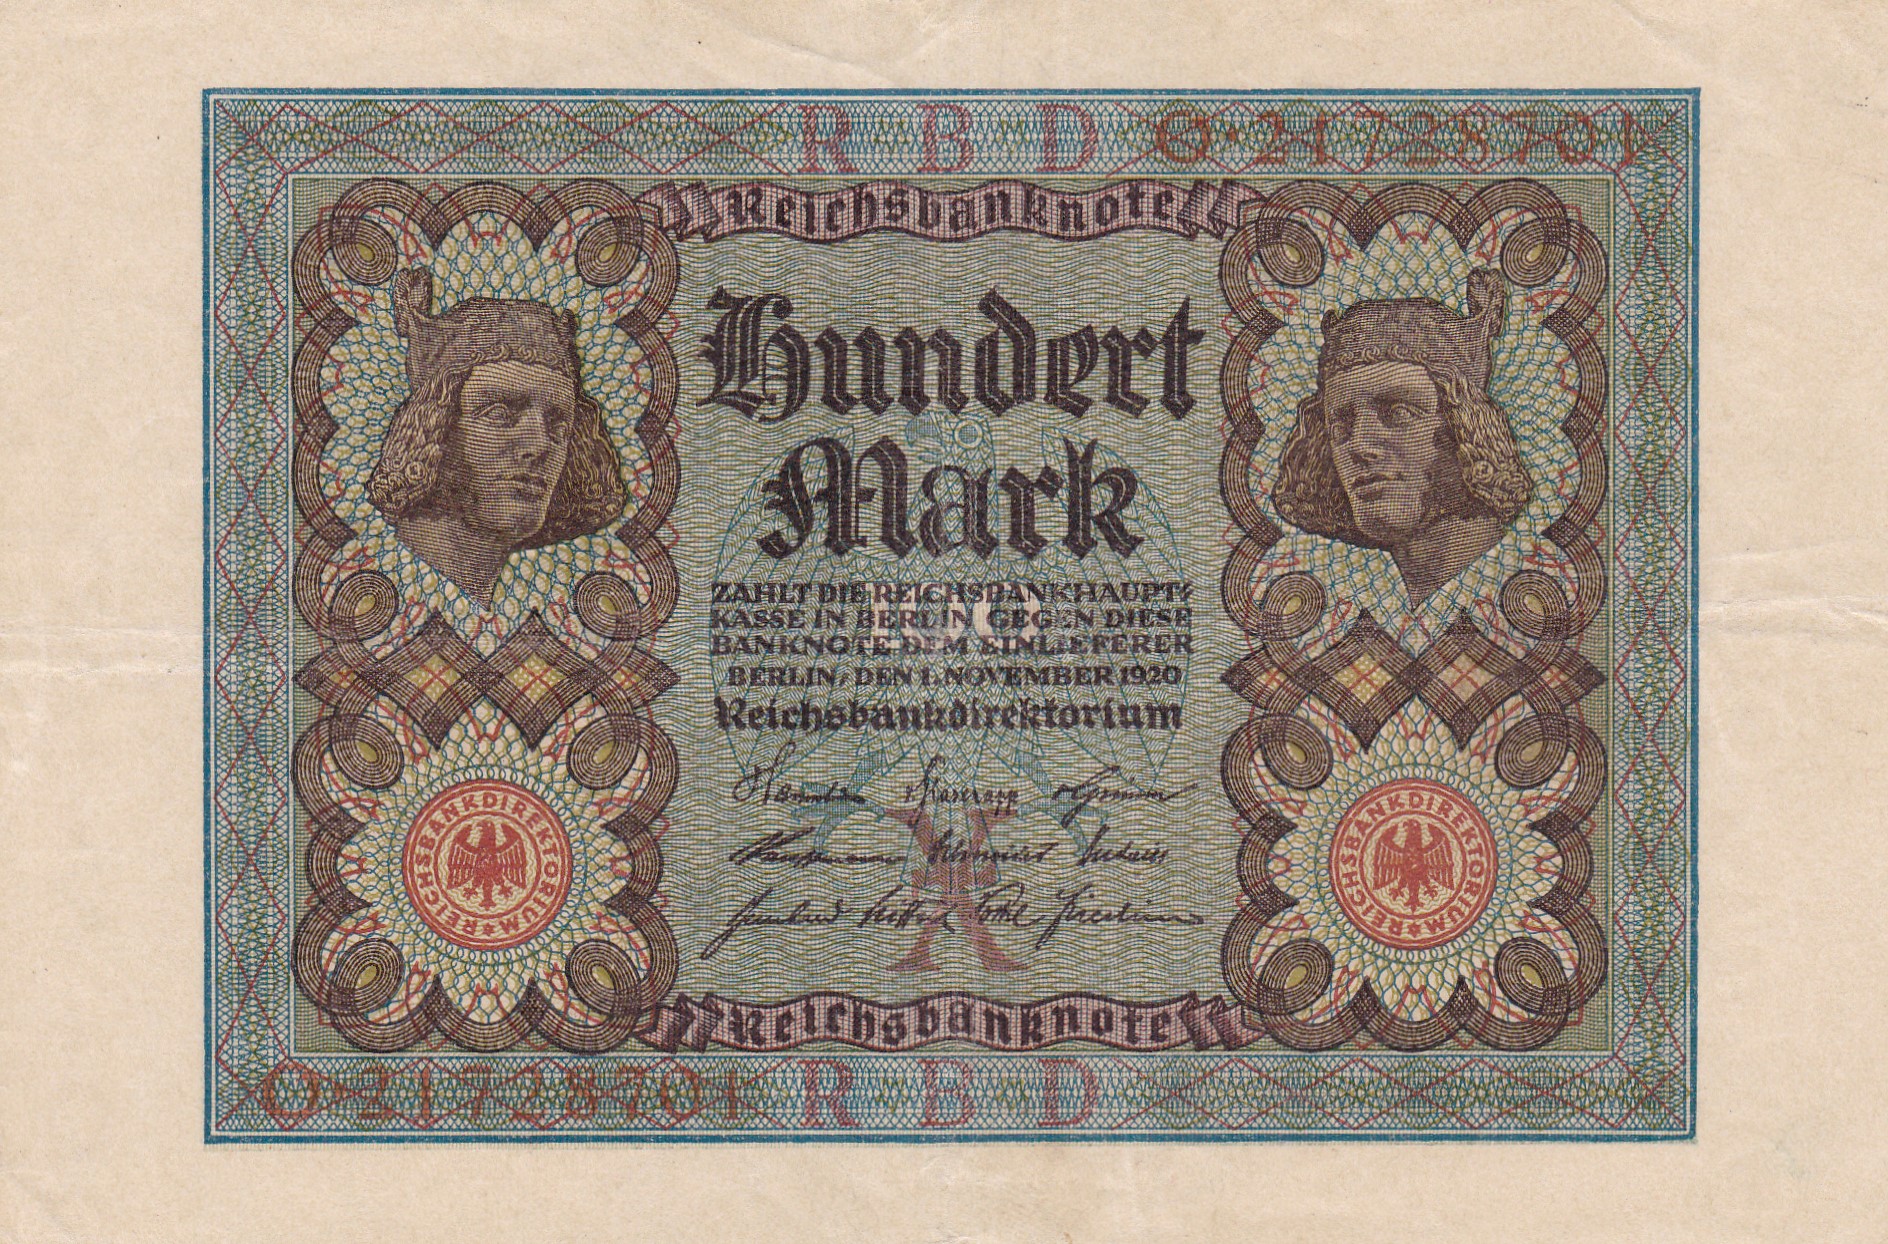 R B D O·21728701
Reichsbanknote
Hundert
Mark
ZAHLT DIE REICHSBANKHAUPT=
KASSE IN BERLIN GEGEN DIESE
BANKNOTE DEM EINLIEFERER
BERLIN, DEN 1. NOVEMBER 1920
Reichsbankdirektorium
100
A
REICHSBANKDIREKTORIUM
REICHSBANKDIREKTORIUM
Reichsbanknote
O·21728701 R B D